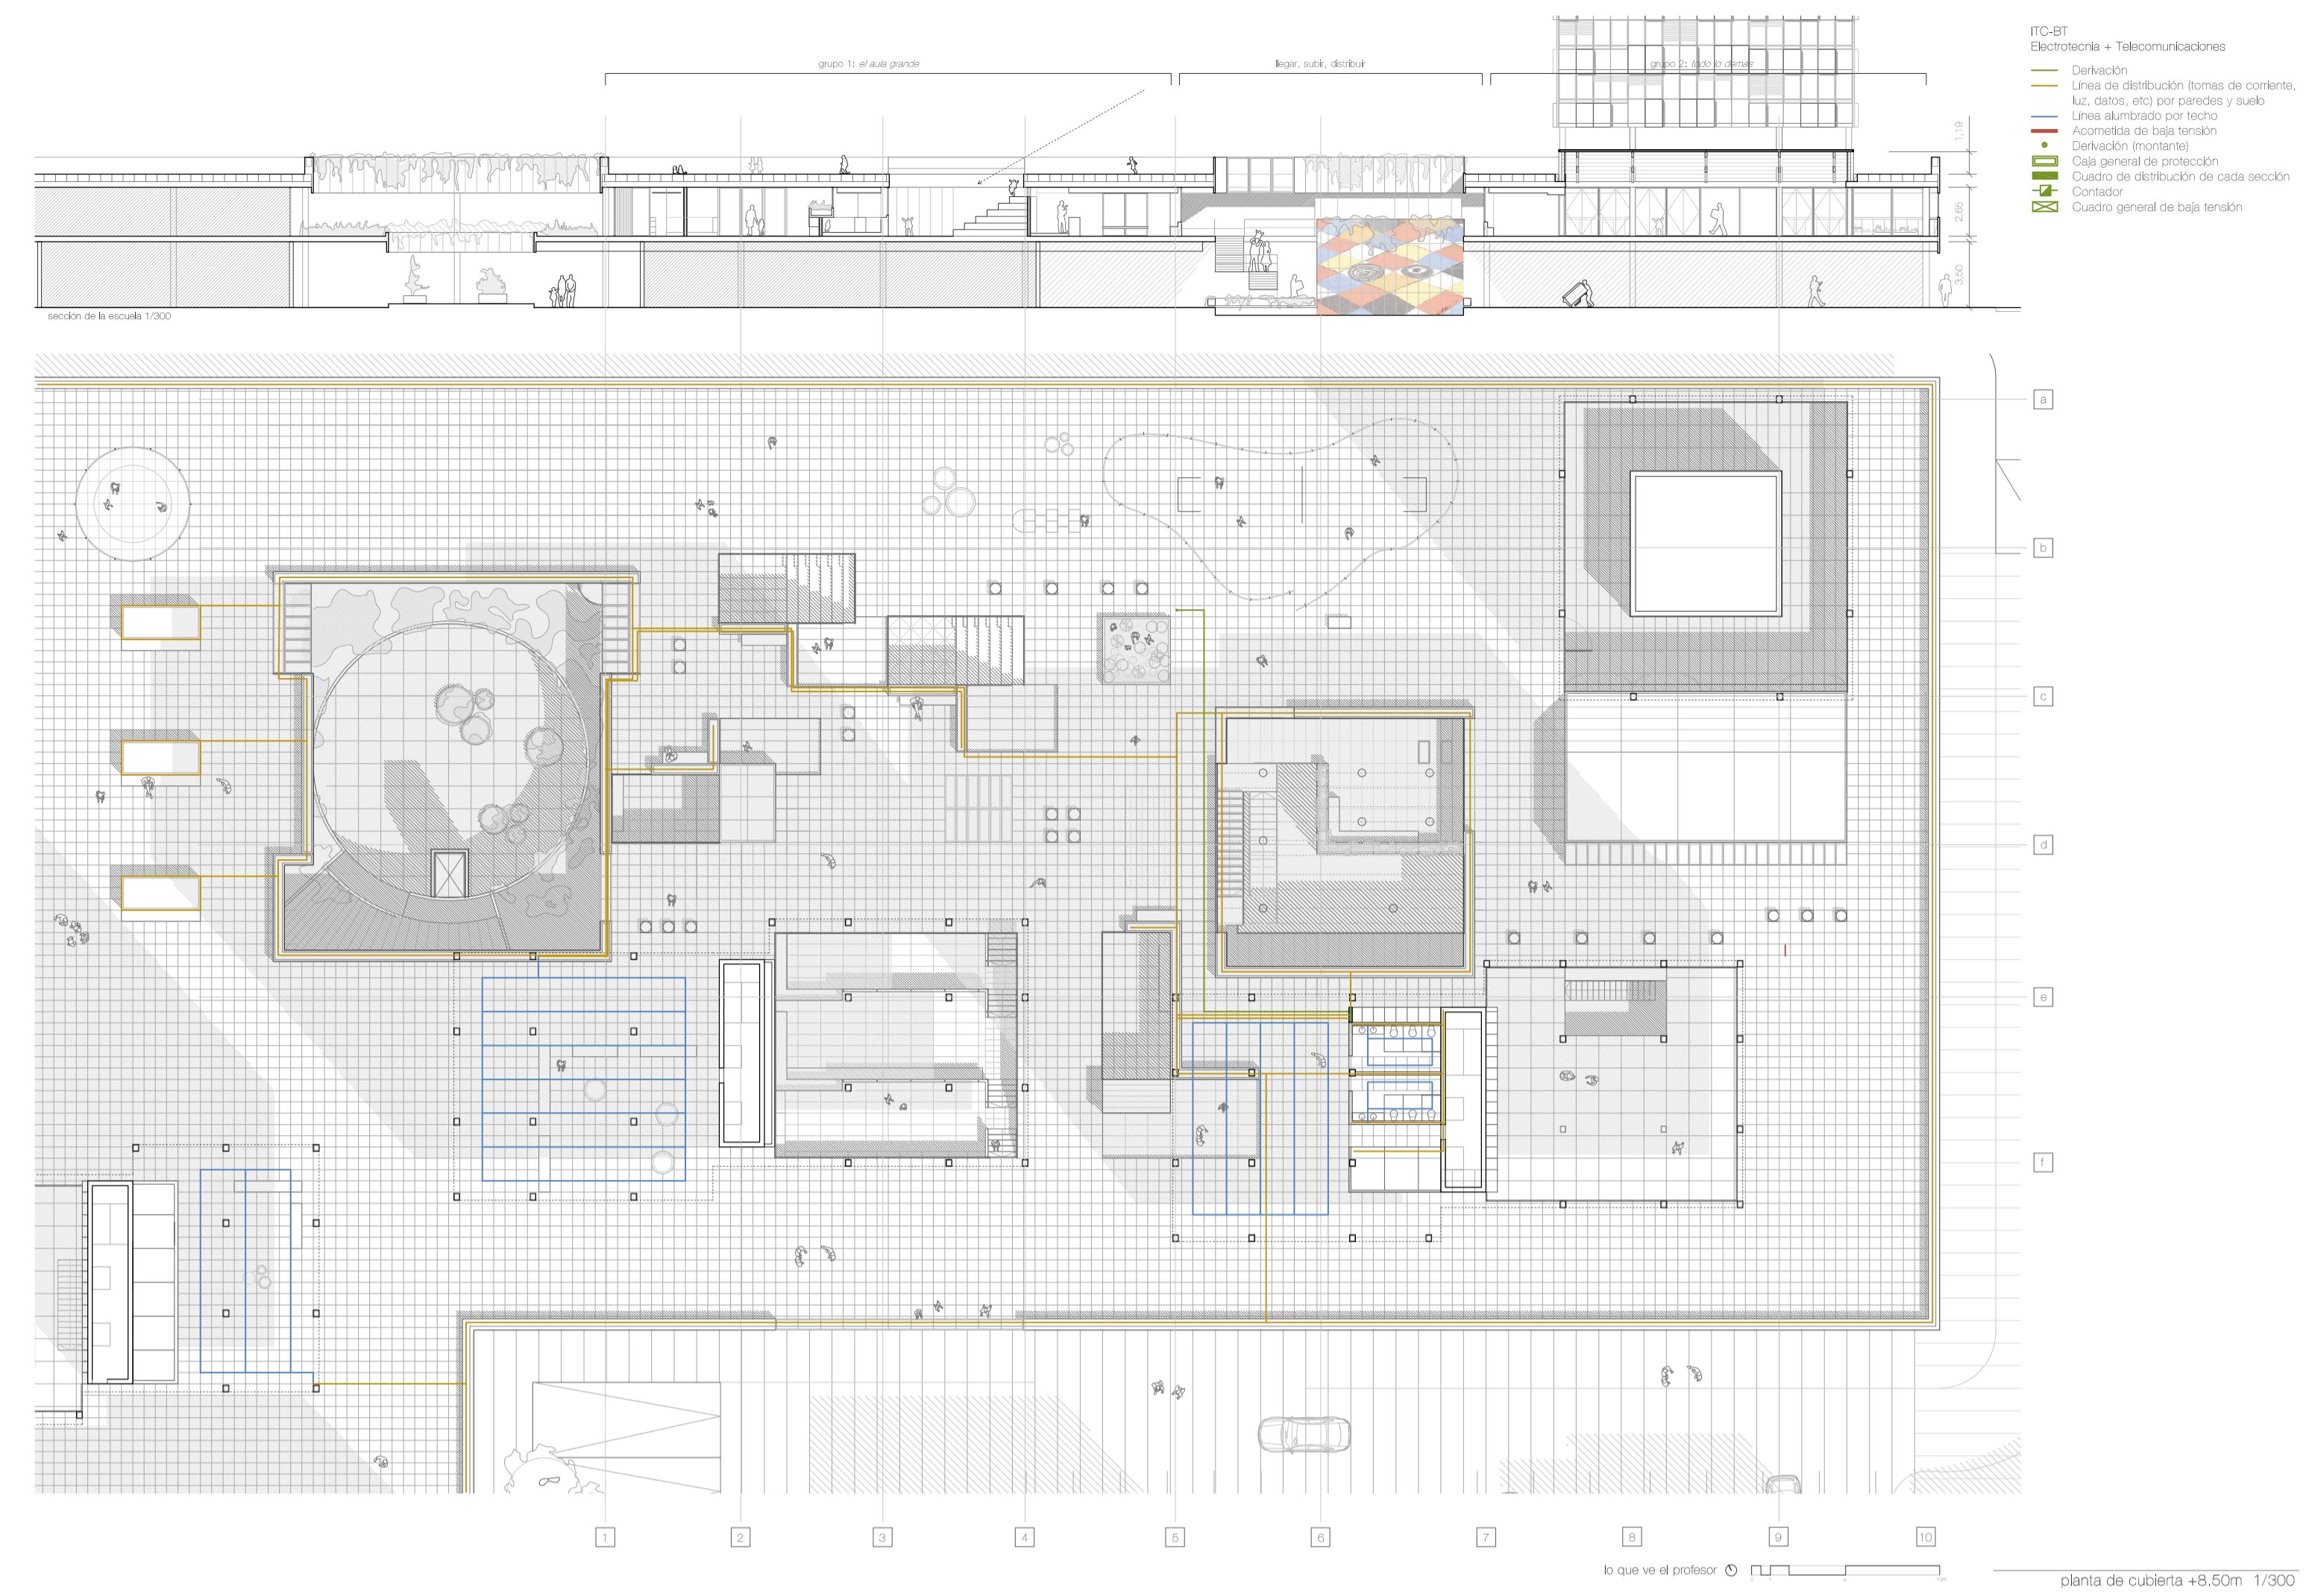 ITC-BT
Electrotecnia + Telecomunicaciones
Derivación
Línea de distribución (tomas de corriente,
luz, datos, etc) por paredes y suelo
Línea alumbrado por techo
Acometida de baja tensión
Derivación (montante)
Caja general de protección
Cuadro de distribución de cada sección
Contador
Cuadro general de baja tensión
grupo 1: el aula grande
llegar, subir, distribuir
grupo 2: todo lo demás
1,19
2,65
3,50
sección de la escuela 1/300
a
b
c
d
e
f
1
2
3
4
5
6
7
8
9
10
lo que ve el profesor
planta de cubierta +8,50m 1/300